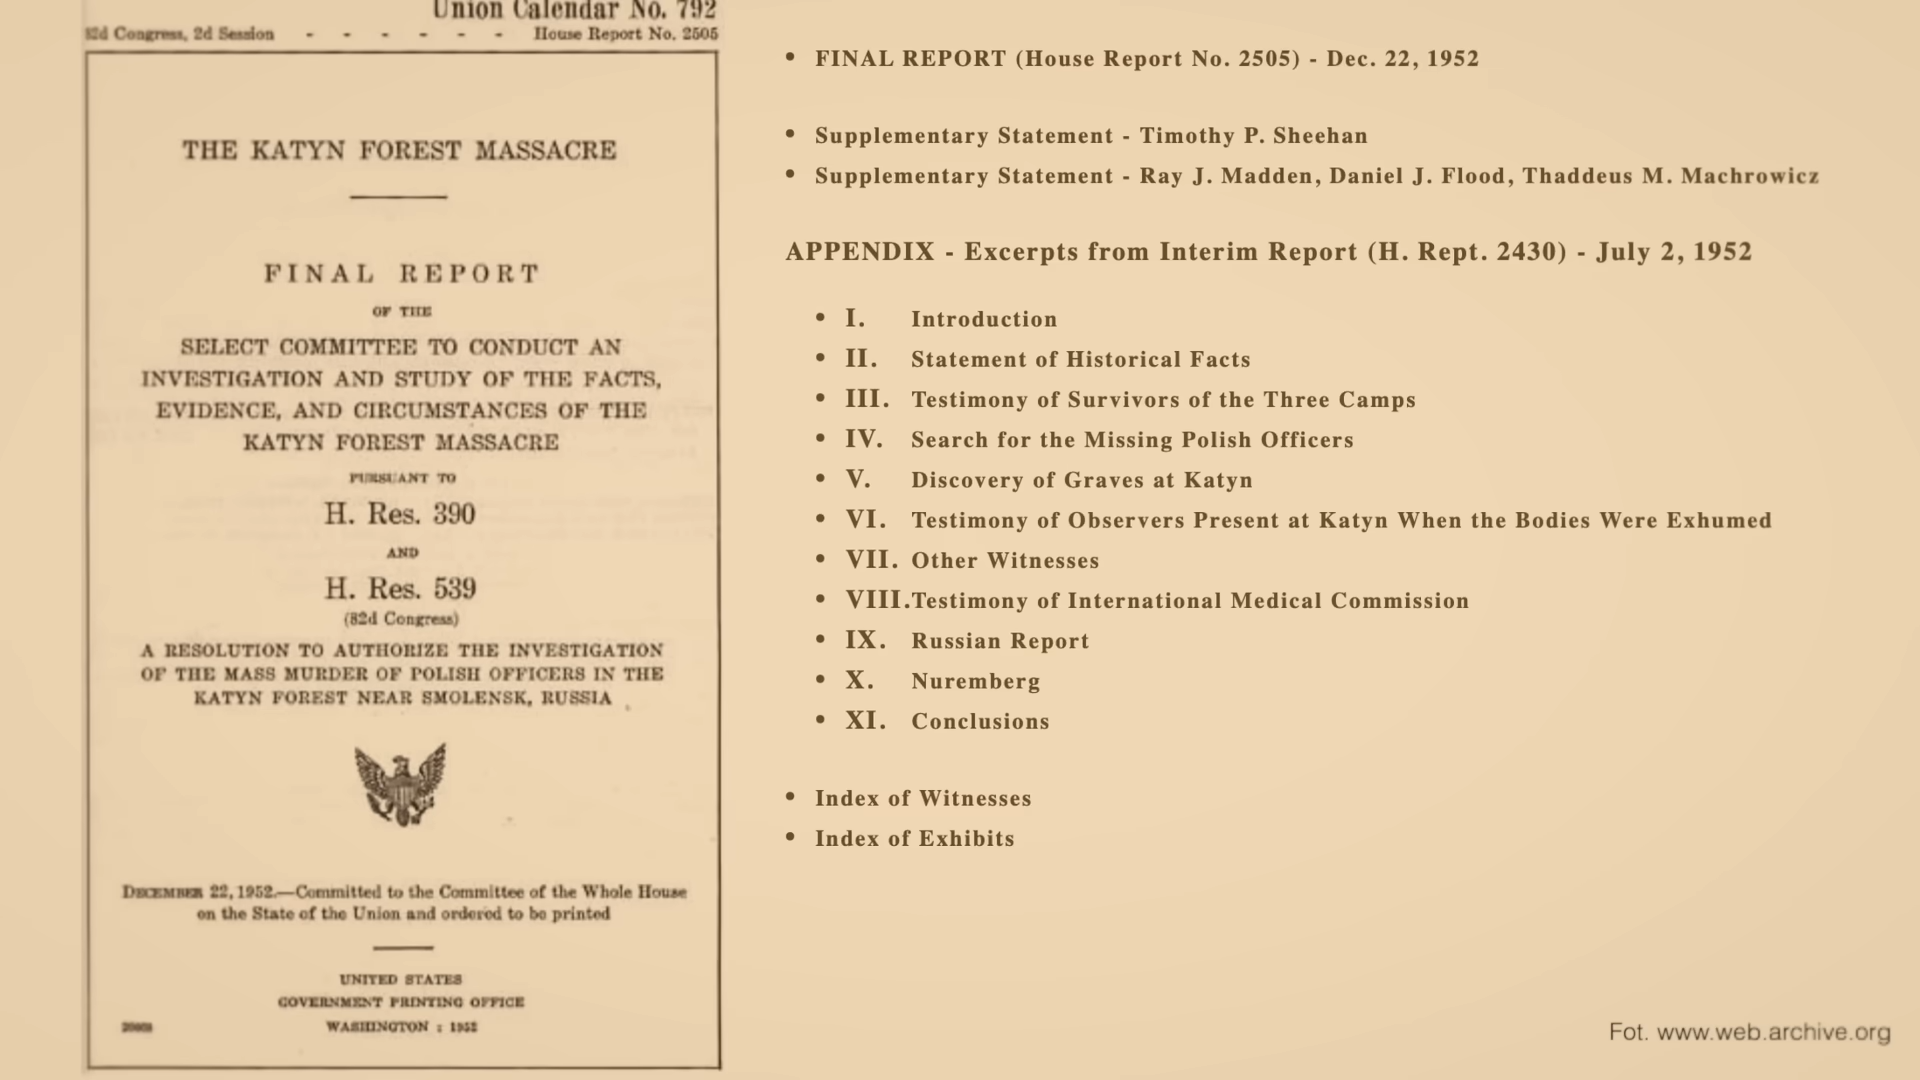 Union Calendar No. 792
82d Congress, 2d Session - - - - - - House Report No. 2505
THE KATYN FOREST MASSACRE
FINAL REPORT
OF THE
SELECT COMMITTEE TO CONDUCT AN
INVESTIGATION AND STUDY OF THE FACTS,
EVIDENCE, AND CIRCUMSTANCES OF THE
KATYN FOREST MASSACRE
PURSUANT TO
H. Res. 390
AND
H. Res. 539
(82d Congress)
A RESOLUTION TO AUTHORIZE THE INVESTIGATION
OF THE MASS MURDER OF POLISH OFFICERS IN THE
KATYN FOREST NEAR SMOLENSK, RUSSIA
DECEMBER 22, 1952.—Committed to the Committee of the Whole House
on the State of the Union and ordered to be printed
UNITED STATES
GOVERNMENT PRINTING OFFICE
WASHINGTON : 1952
• FINAL REPORT (House Report No. 2505) - Dec. 22, 1952
• Supplementary Statement - Timothy P. Sheehan
• Supplementary Statement - Ray J. Madden, Daniel J. Flood, Thaddeus M. Machrowicz
APPENDIX - Excerpts from Interim Report (H. Rept. 2430) - July 2, 1952
• I. Introduction
• II. Statement of Historical Facts
• III. Testimony of Survivors of the Three Camps
• IV. Search for the Missing Polish Officers
• V. Discovery of Graves at Katyn
• VI. Testimony of Observers Present at Katyn When the Bodies Were Exhumed
• VII. Other Witnesses
• VIII.Testimony of International Medical Commission
• IX. Russian Report
• X. Nuremberg
• XI. Conclusions
• Index of Witnesses
• Index of Exhibits
Fot. www.web.archive.org